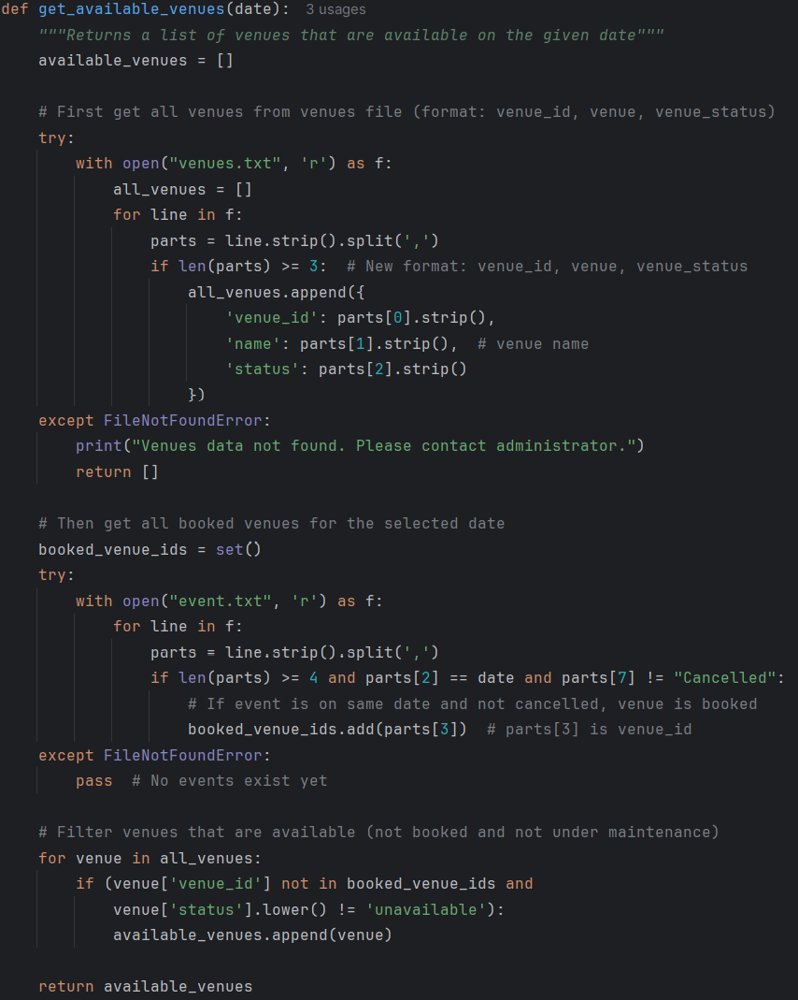 def get_available_venues(date):  3 usages
    """Returns a list of venues that are available on the given date"""
    available_venues = []

    # First get all venues from venues file (format: venue_id, venue, venue_status)
    try:
        with open("venues.txt", 'r') as f:
            all_venues = []
            for line in f:
                parts = line.strip().split(',')
                if len(parts) >= 3:  # New format: venue_id, venue, venue_status
                    all_venues.append({
                        'venue_id': parts[0].strip(),
                        'name': parts[1].strip(),  # venue name
                        'status': parts[2].strip()
                    })
    except FileNotFoundError:
        print("Venues data not found. Please contact administrator.")
        return []

    # Then get all booked venues for the selected date
    booked_venue_ids = set()
    try:
        with open("event.txt", 'r') as f:
            for line in f:
                parts = line.strip().split(',')
                if len(parts) >= 4 and parts[2] == date and parts[7] != "Cancelled":
                    # If event is on same date and not cancelled, venue is booked
                    booked_venue_ids.add(parts[3])  # parts[3] is venue_id
    except FileNotFoundError:
        pass  # No events exist yet

    # Filter venues that are available (not booked and not under maintenance)
    for venue in all_venues:
        if (venue['venue_id'] not in booked_venue_ids and
            venue['status'].lower() != 'unavailable'):
            available_venues.append(venue)

    return available_venues